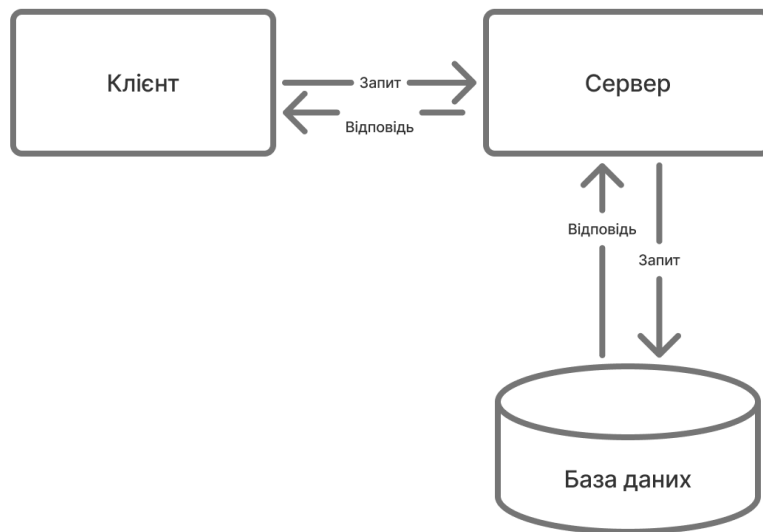 Клієнт
Запит
Відповідь
Сервер
Відповідь
Запит
База даних